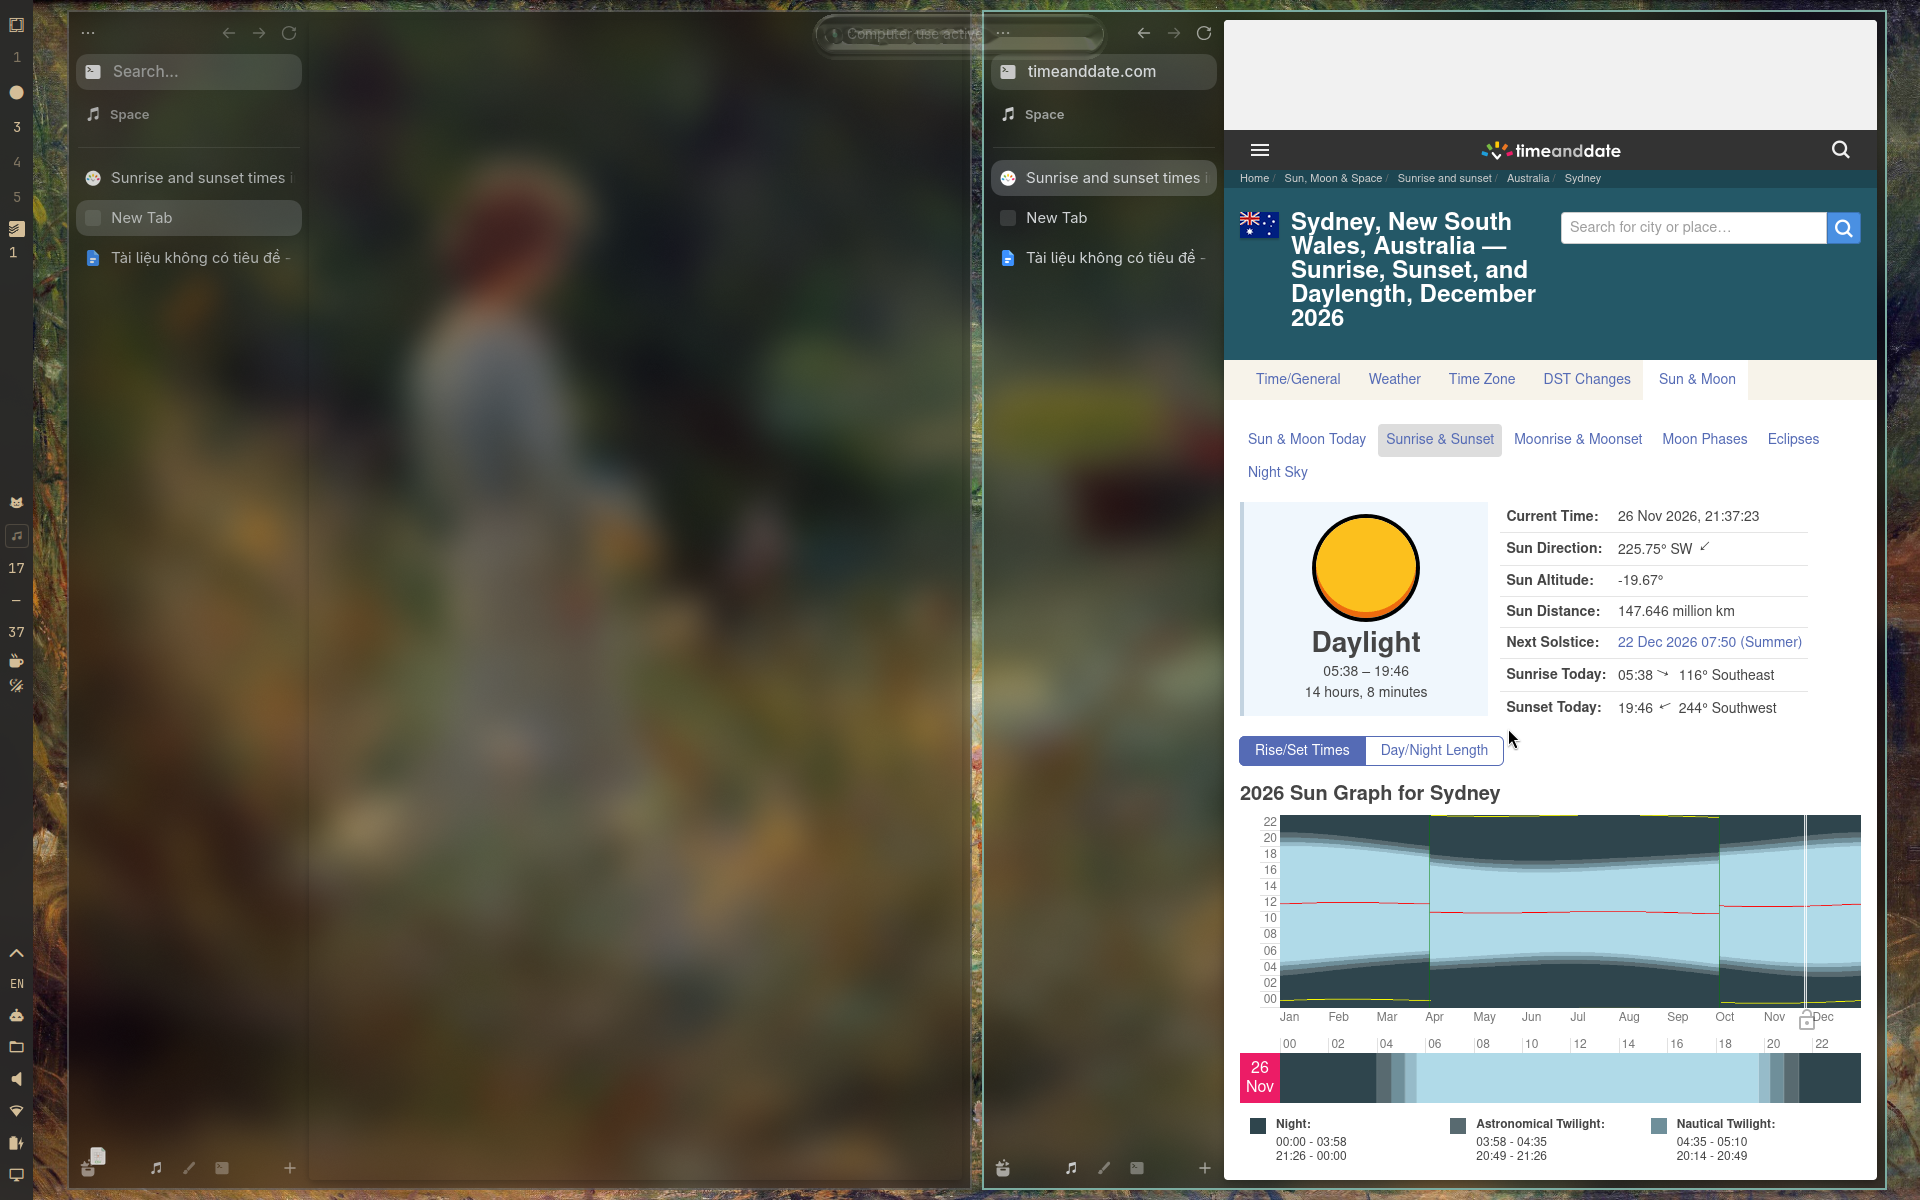 1
3
4
5
1
17
37
EN
Search...
Space
Sunrise and sunset times i
New Tab
Tài liệu không có tiêu đề -
Computer use active
timeanddate.com
Space
Sunrise and sunset times i
New Tab
Tài liệu không có tiêu đề -
timeanddate
Home / Sun, Moon & Space / Sunrise and sunset / Australia / Sydney
Sydney, New South
Wales, Australia —
Sunrise, Sunset, and
Daylength, December
2026
Search for city or place...
Time/General Weather Time Zone DST Changes Sun & Moon
Sun & Moon Today Sunrise & Sunset Moonrise & Moonset Moon Phases Eclipses
Night Sky
Daylight
05:38 – 19:46
14 hours, 8 minutes
Current Time: 26 Nov 2026, 21:37:23
Sun Direction: 225.75° SW ↙
Sun Altitude: -19.67°
Sun Distance: 147.646 million km
Next Solstice: 22 Dec 2026 07:50 (Summer)
Sunrise Today: 05:38 → 116° Southeast
Sunset Today: 19:46 ← 244° Southwest
Rise/Set Times Day/Night Length
2026 Sun Graph for Sydney
22
20
18
16
14
12
10
08
06
04
02
00
Jan Feb Mar Apr May Jun Jul Aug Sep Oct Nov Dec
00 02 04 06 08 10 12 14 16 18 20 22
26
Nov
Night:
00:00 - 03:58
21:26 - 00:00
Astronomical Twilight:
03:58 - 04:35
20:49 - 21:26
Nautical Twilight:
04:35 - 05:10
20:14 - 20:49